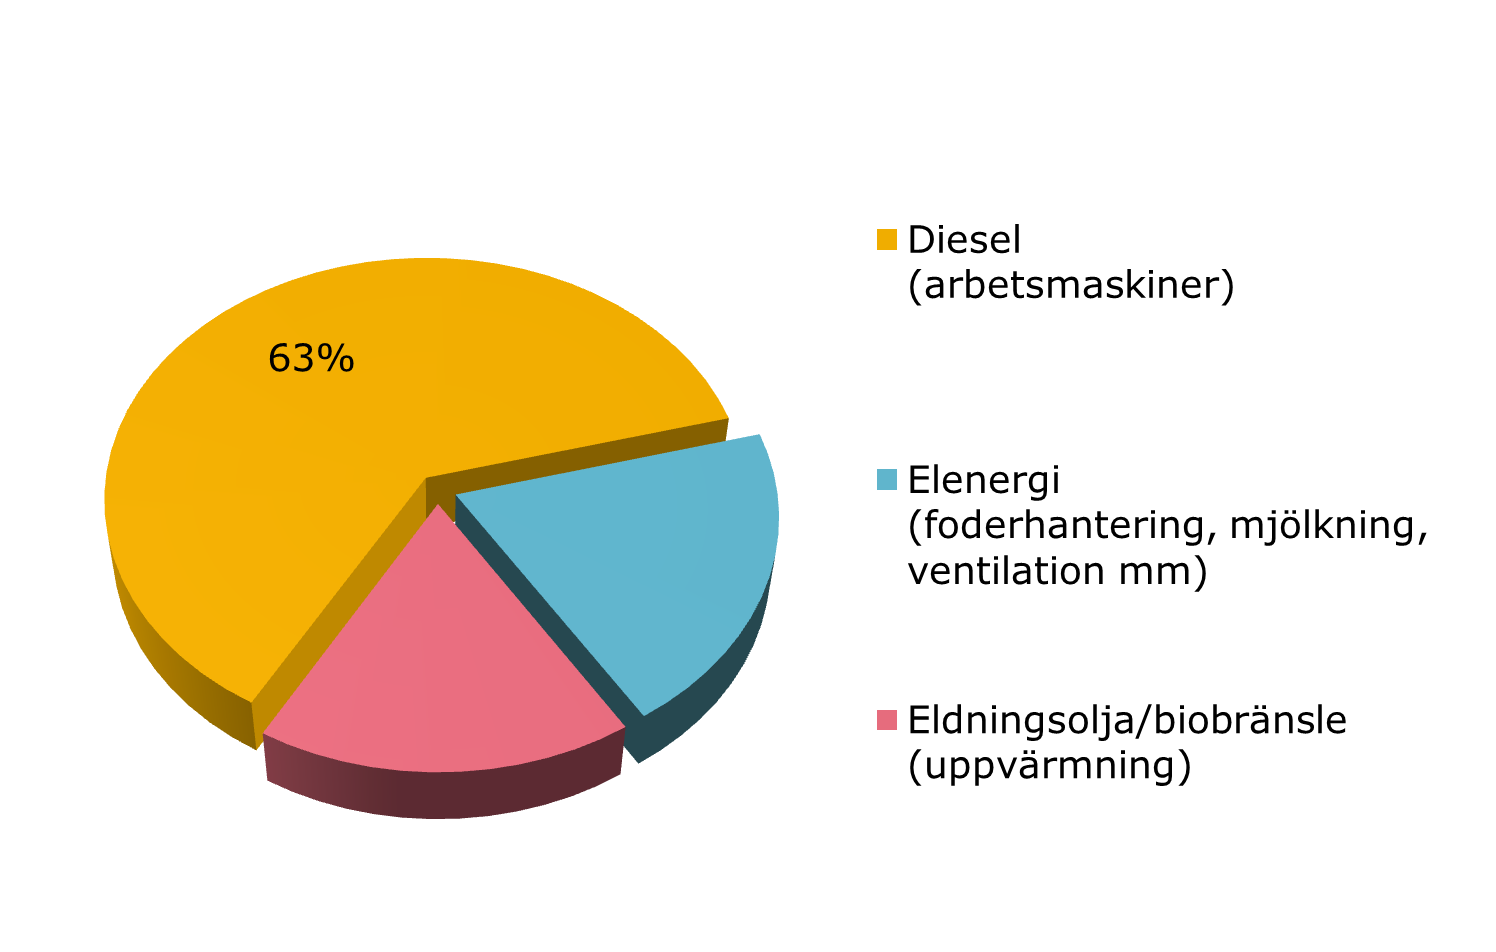 63%
Diesel
(arbetsmaskiner)
Elenergi
(foderhantering, mjölkning,
ventilation mm)
Eldningsolja/biobränsle
(uppvärmning)